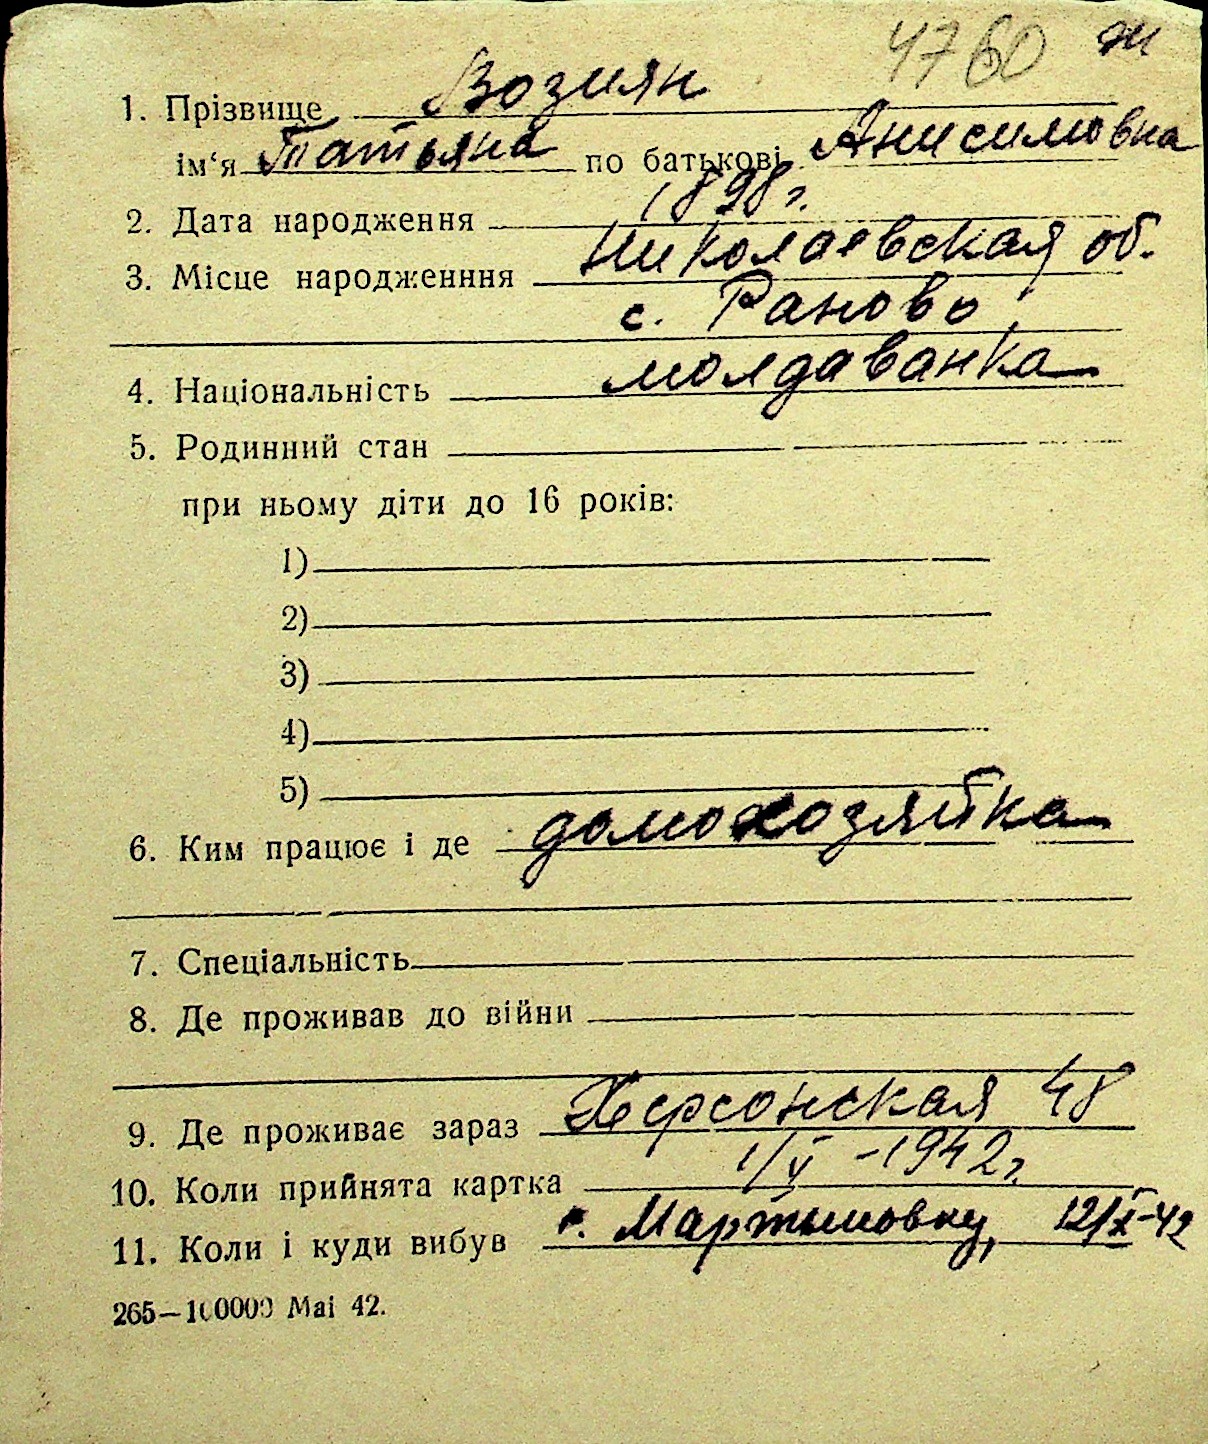 4760 ж
1. Прізвище Возиян
ім‘я Татьяна по батькові Анисимовна
2. Дата народження 1898 г.
3. Місце народженння Николаевская об.
с. Раново
4. Національність молдаванка
5. Родинний стан
при ньому діти до 16 років:
1)
2)
3)
4)
5)
6. Ким працює і де домохозяйка
7. Спеціальність
8. Де проживав до війни
9. Де проживає зараз Херсонская 48
10. Коли прийнята картка 1/V -1942 г.
11. Коли і куди вибув Мартыновку, 12/X-42
265—100000 Маі 42.